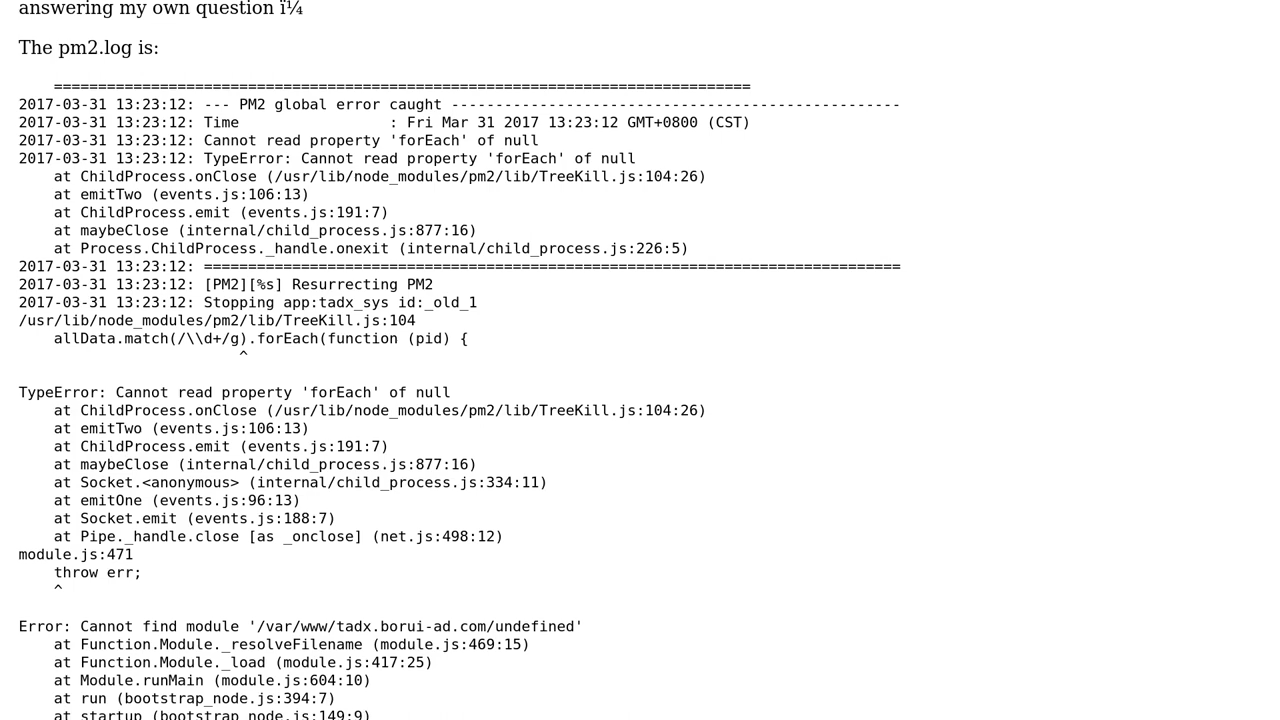 answering my own question ï¼
The pm2.log is:
===============================================================================
2017-03-31 13:23:12: --- PM2 global error caught ---------------------------------------------------
2017-03-31 13:23:12: Time                 : Fri Mar 31 2017 13:23:12 GMT+0800 (CST)
2017-03-31 13:23:12: Cannot read property 'forEach' of null
2017-03-31 13:23:12: TypeError: Cannot read property 'forEach' of null
    at ChildProcess.onClose (/usr/lib/node_modules/pm2/lib/TreeKill.js:104:26)
    at emitTwo (events.js:106:13)
    at ChildProcess.emit (events.js:191:7)
    at maybeClose (internal/child_process.js:877:16)
    at Process.ChildProcess._handle.onexit (internal/child_process.js:226:5)
2017-03-31 13:23:12: ===============================================================================
2017-03-31 13:23:12: [PM2][%s] Resurrecting PM2
2017-03-31 13:23:12: Stopping app:tadx_sys id:_old_1
/usr/lib/node_modules/pm2/lib/TreeKill.js:104
    allData.match(/\\d+/g).forEach(function (pid) {
                         ^
TypeError: Cannot read property 'forEach' of null
    at ChildProcess.onClose (/usr/lib/node_modules/pm2/lib/TreeKill.js:104:26)
    at emitTwo (events.js:106:13)
    at ChildProcess.emit (events.js:191:7)
    at maybeClose (internal/child_process.js:877:16)
    at Socket.<anonymous> (internal/child_process.js:334:11)
    at emitOne (events.js:96:13)
    at Socket.emit (events.js:188:7)
    at Pipe._handle.close [as _onclose] (net.js:498:12)
module.js:471
    throw err;
    ^
Error: Cannot find module '/var/www/tadx.borui-ad.com/undefined'
    at Function.Module._resolveFilename (module.js:469:15)
    at Function.Module._load (module.js:417:25)
    at Module.runMain (module.js:604:10)
    at run (bootstrap_node.js:394:7)
    at startup (bootstrap_node.js:149:9)